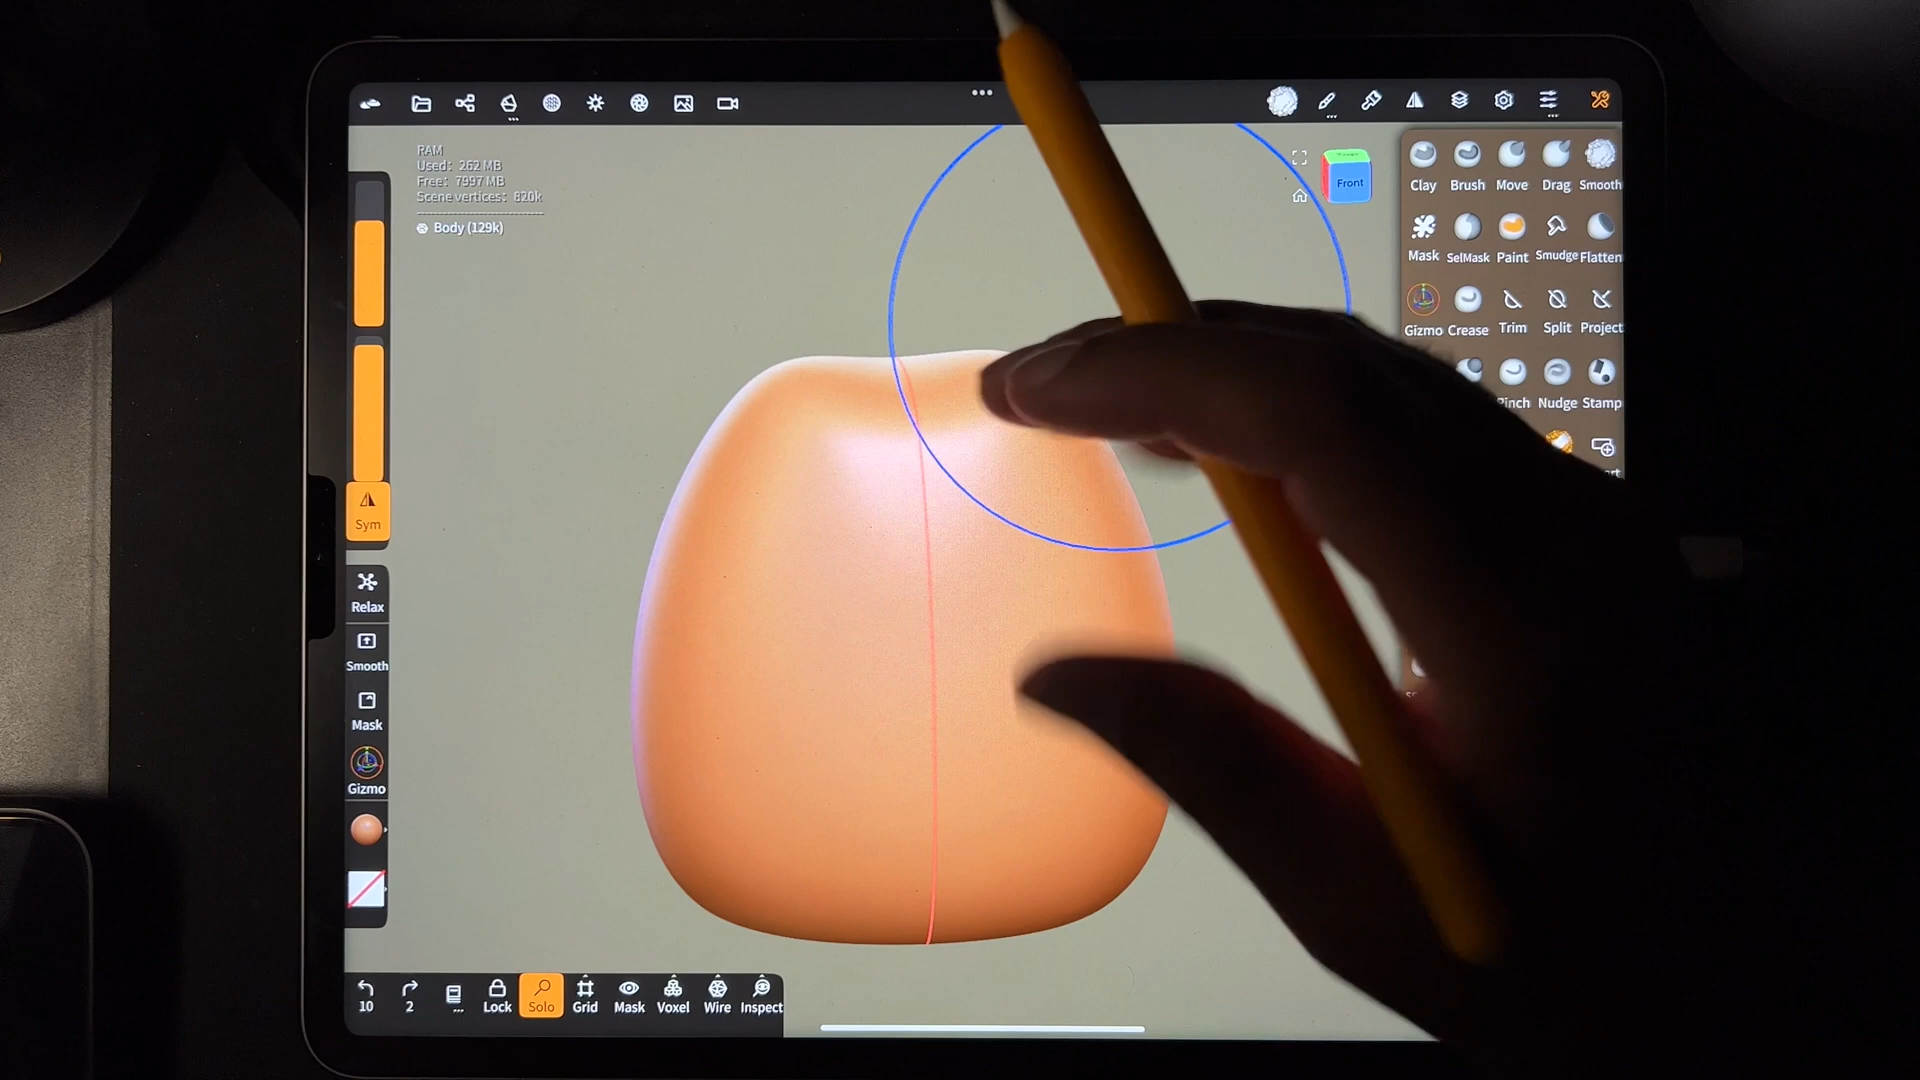 RAM
Used: 262 MB
Free: 7997 MB
Scene vertices: 820k
Body (129k)
Front
Clay Brush Move Drag Smooth
Mask SelMask Paint Smudge Flatten
Gizmo Crease Trim Split Project
Pinch Nudge Stamp
Sym
Relax
Smooth
Mask
Gizmo
10 2 ... Lock Solo Grid Mask Voxel Wire Inspect